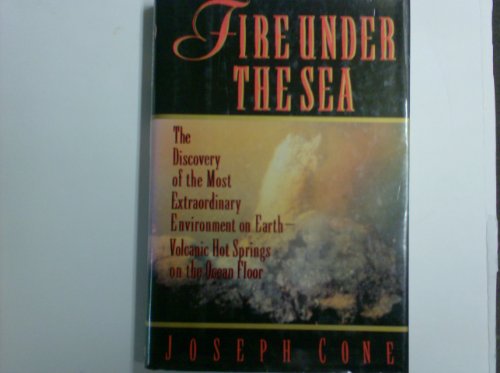 FIRE UNDER
THE SEA
The
Discovery
of the Most
Extraordinary
Environment on Earth—
Volcanic Hot Springs
on the Ocean Floor
JOSEPH CONE